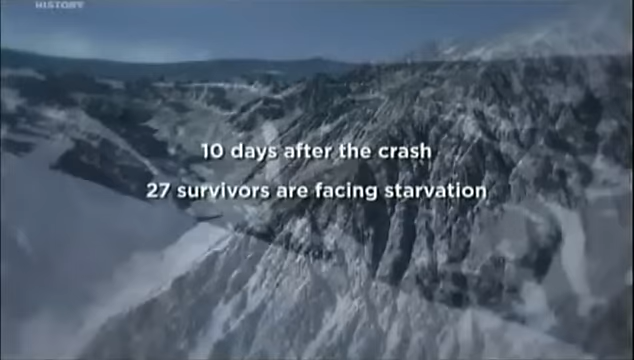 HISTORY
10 days after the crash
27 survivors are facing starvation